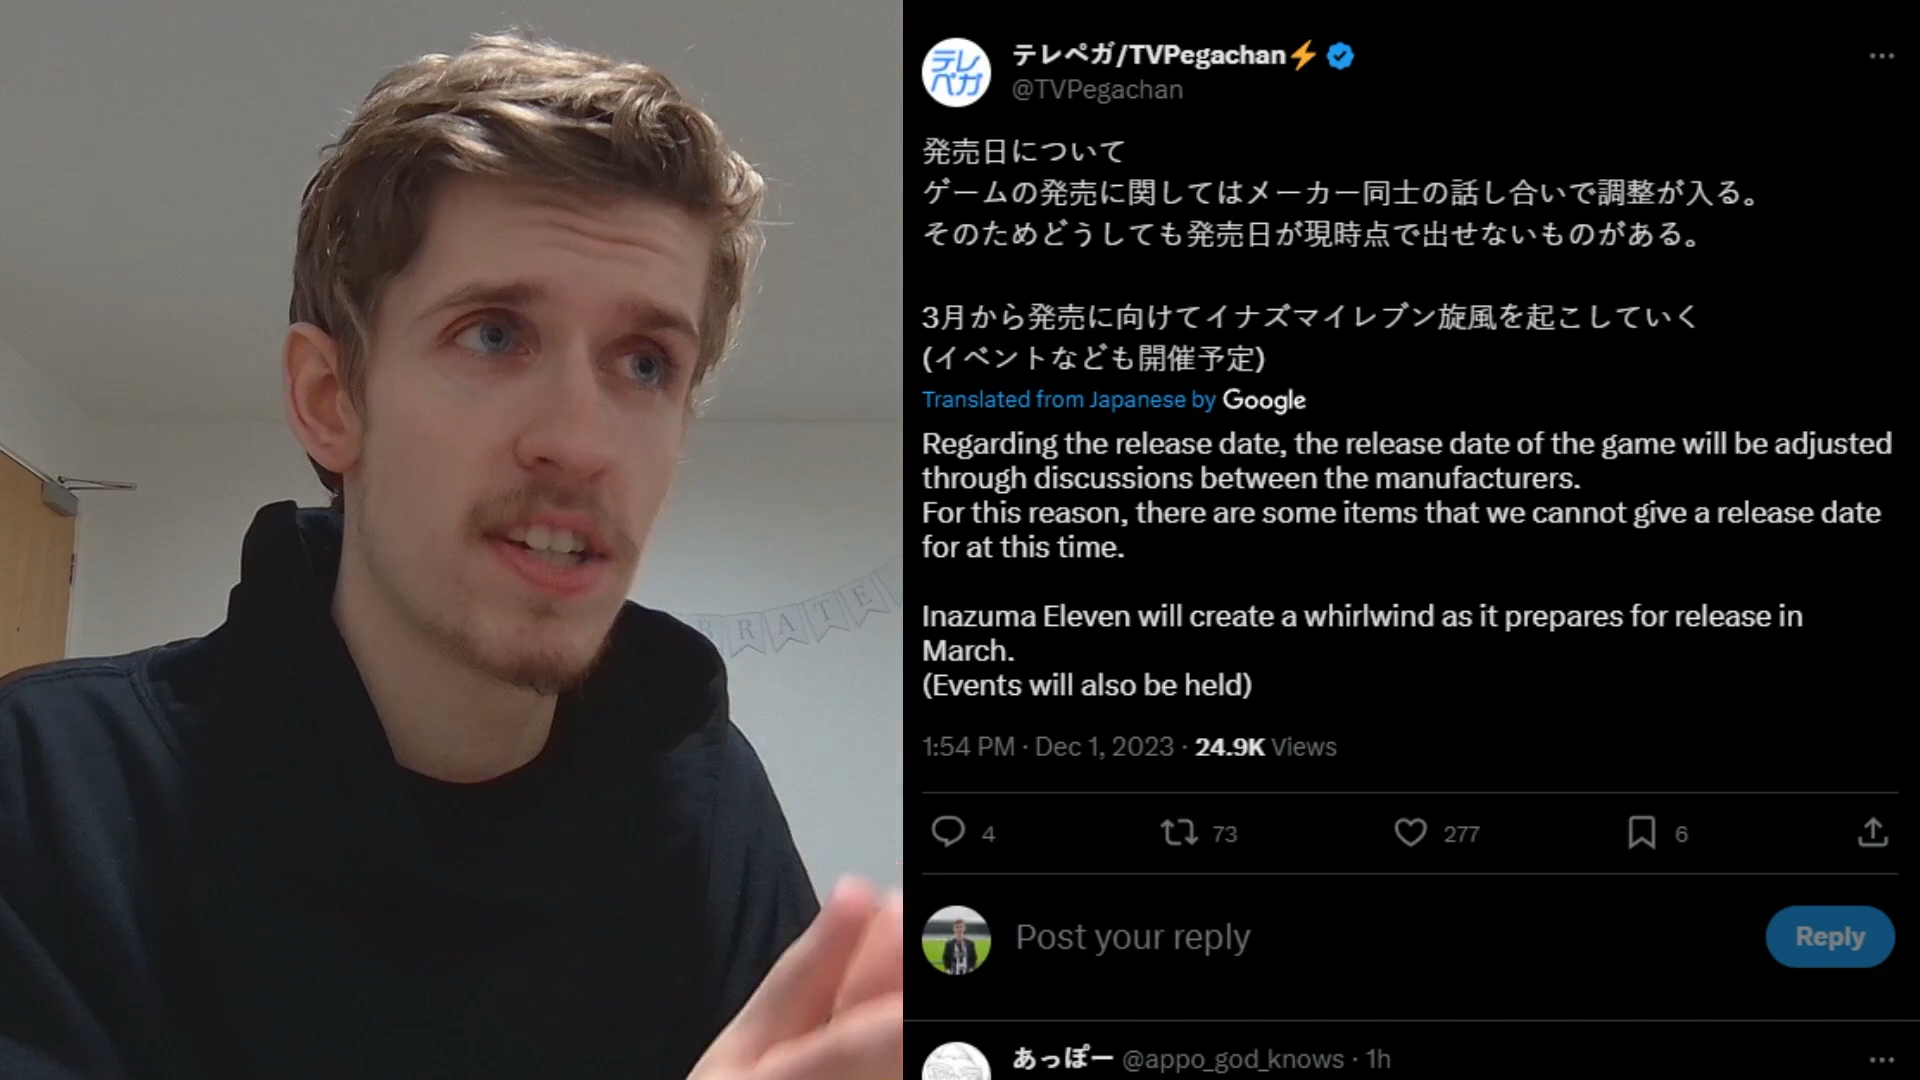 RATE
テレペガ
テレペガ/TVPegachan⚡
@TVPegachan
発売日について
ゲームの発売に関してはメーカー同士の話し合いで調整が入る。
そのためどうしても発売日が現時点で出せないものがある。
3月から発売に向けてイナズマイレブン旋風を起こしていく
(イベントなども開催予定)
Translated from Japanese by Google
Regarding the release date, the release date of the game will be adjusted
through discussions between the manufacturers.
For this reason, there are some items that we cannot give a release date
for at this time.
Inazuma Eleven will create a whirlwind as it prepares for release in
March.
(Events will also be held)
1:54 PM · Dec 1, 2023 · 24.9K Views
4 73 277 6
Post your reply
Reply
あっぽー @appo_god_knows · 1h